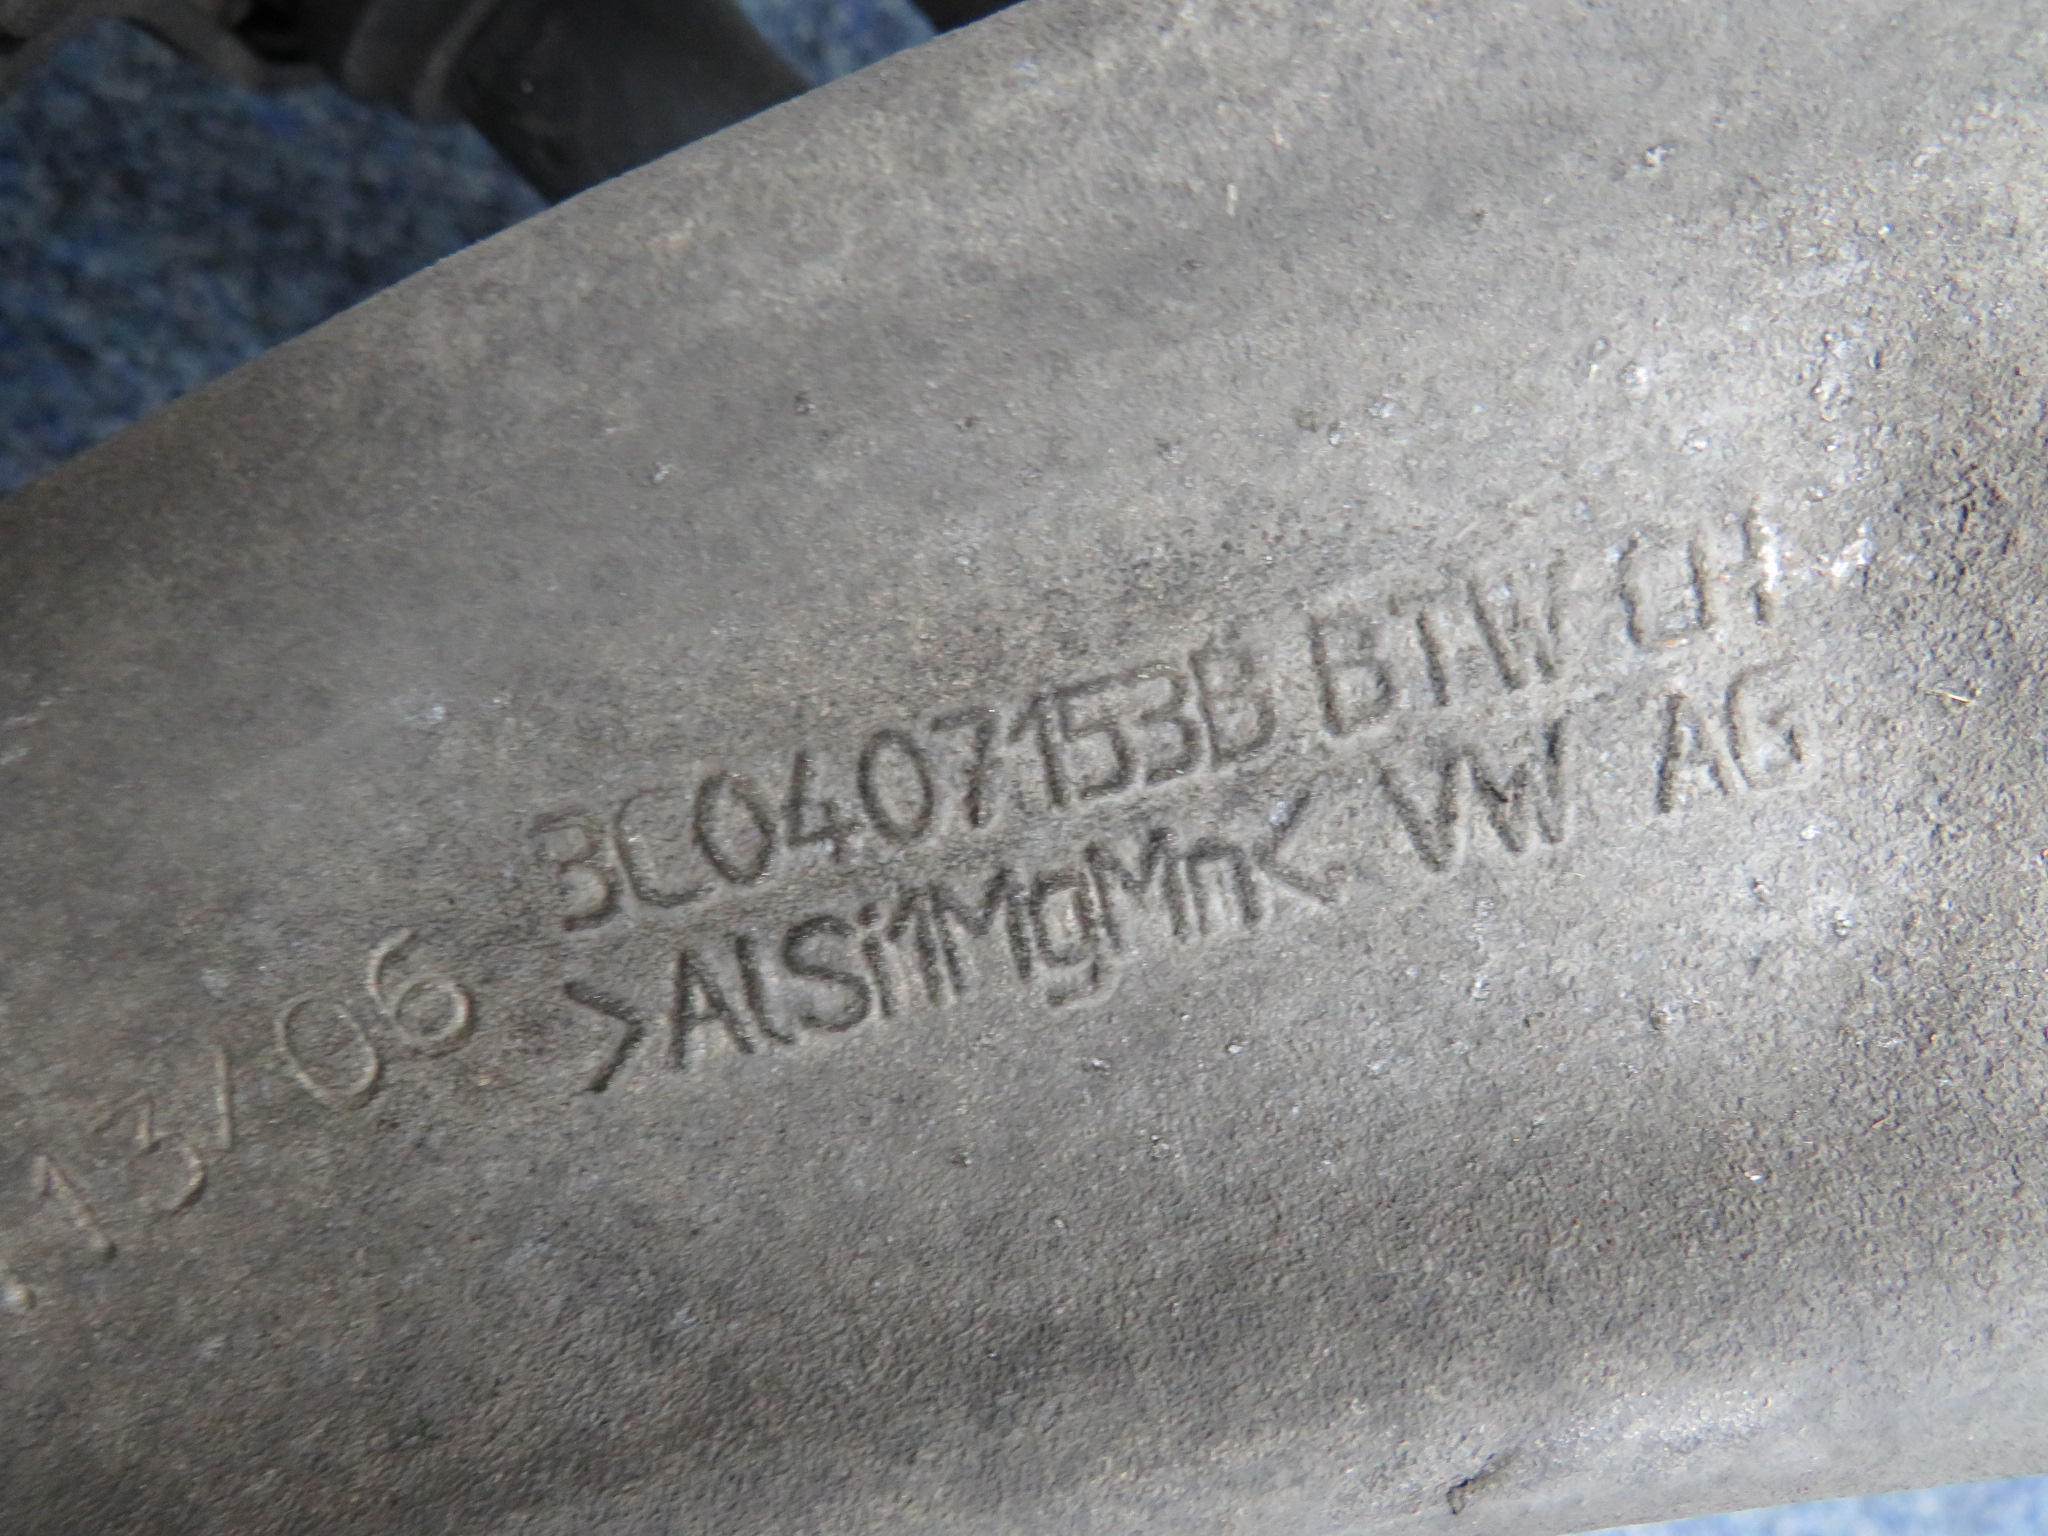 3C0407153B BTW CH
>AlSi1MgMn< VW AG
13/06